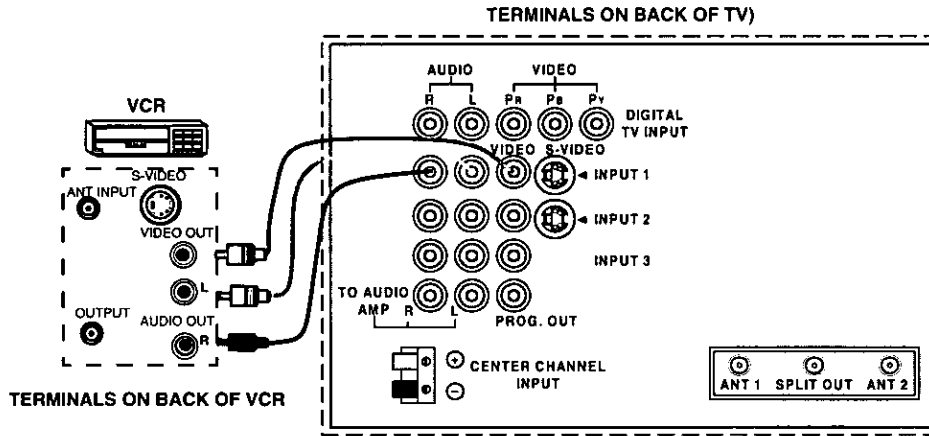 TERMINALS ON BACK OF TV)
AUDIO VIDEO
R L PR PB PY
DIGITAL
TV INPUT
VCR
VIDEO S-VIDEO
INPUT 1
S-VIDEO
ANT INPUT
INPUT 2
VIDEO OUT
INPUT 3
L
TO AUDIO
AMP R L
PROG. OUT
OUTPUT
AUDIO OUT
R
+
CENTER CHANNEL
INPUT
−
ANT 1 SPLIT OUT ANT 2
TERMINALS ON BACK OF VCR